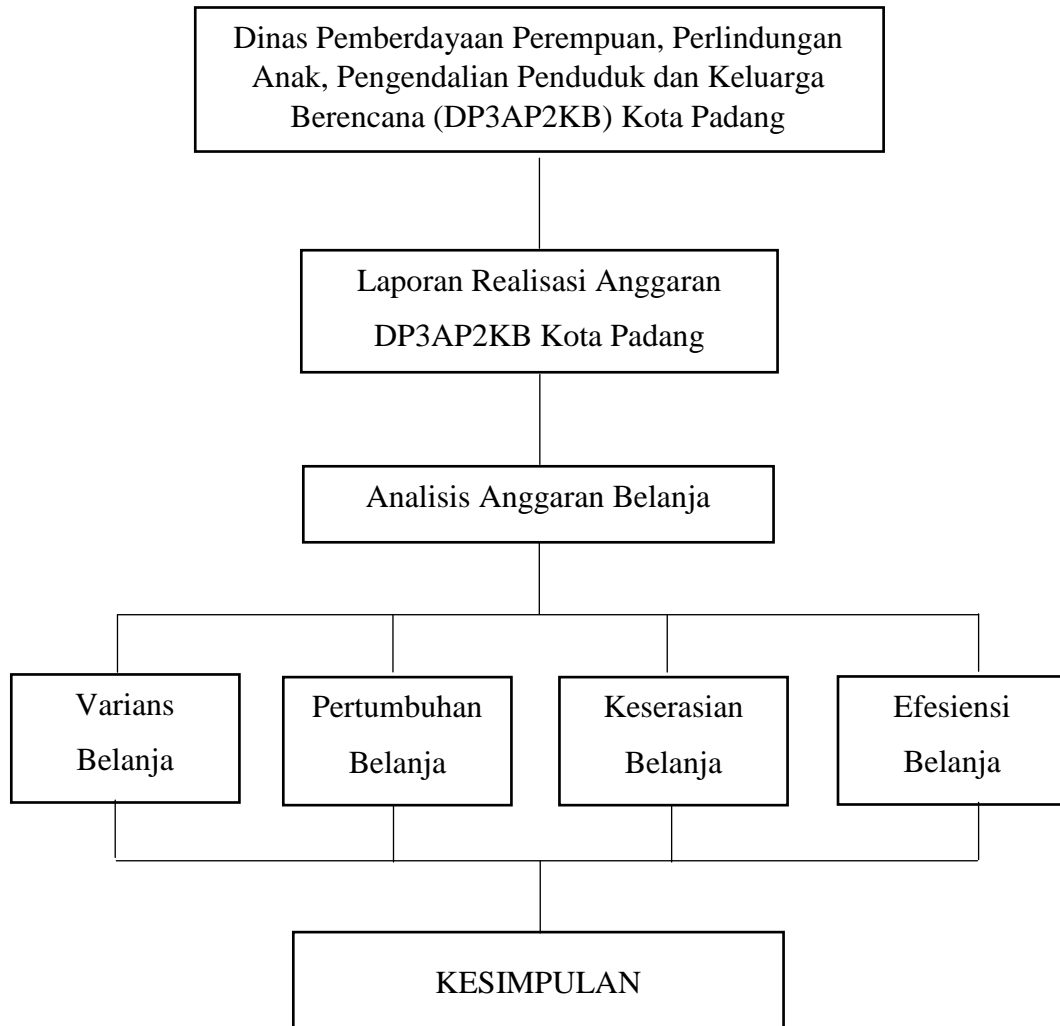 Dinas Pemberdayaan Perempuan, Perlindungan
Anak, Pengendalian Penduduk dan Keluarga
Berencana (DP3AP2KB) Kota Padang
Laporan Realisasi Anggaran
DP3AP2KB Kota Padang
Analisis Anggaran Belanja
Varians
Belanja
Pertumbuhan
Belanja
Keserasian
Belanja
Efesiensi
Belanja
KESIMPULAN